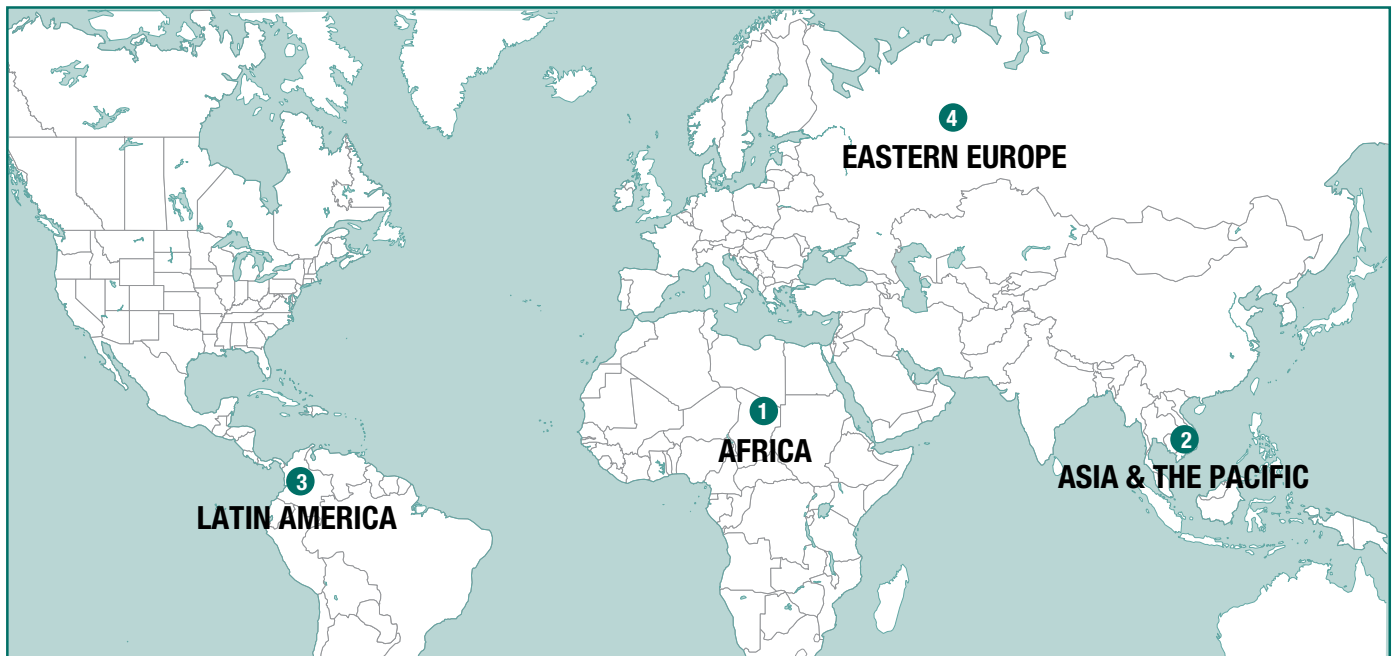 4
EASTERN EUROPE
1
AFRICA
2
ASIA & THE PACIFIC
3
LATIN AMERICA